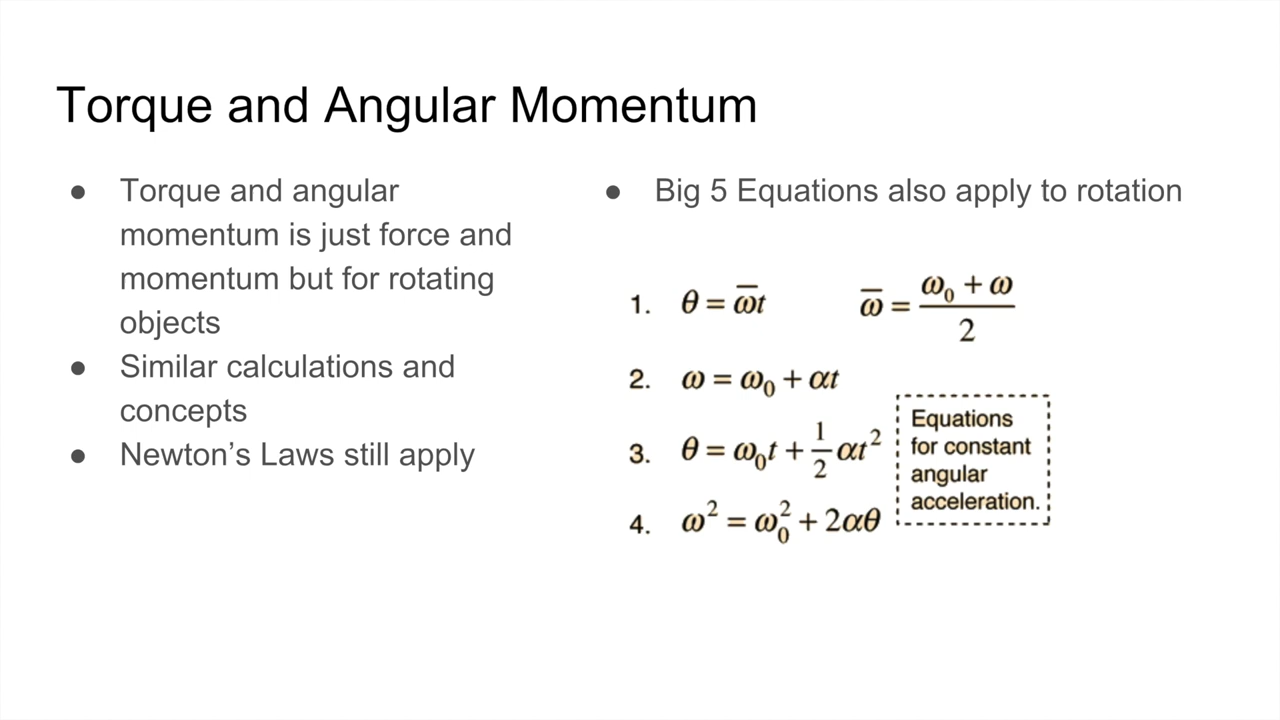 Torque and Angular Momentum
● Torque and angular
momentum is just force and
momentum but for rotating
objects
● Similar calculations and
concepts
● Newton’s Laws still apply
● Big 5 Equations also apply to rotation
1. θ = ω̅t ω̅ = (ω₀ + ω)/2
2. ω = ω₀ + αt
3. θ = ω₀t + ½αt²
4. ω² = ω₀² + 2αθ
Equations
for constant
angular
acceleration.